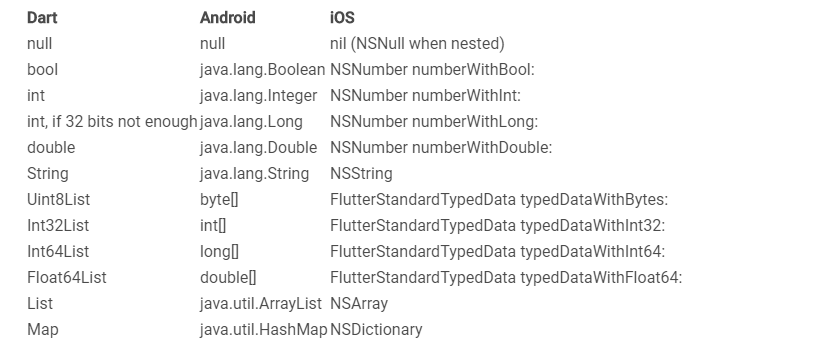 Dart Android iOS
null null nil (NSNull when nested)
bool java.lang.Boolean NSNumber numberWithBool:
int java.lang.Integer NSNumber numberWithInt:
int, if 32 bits not enough java.lang.Long NSNumber numberWithLong:
double java.lang.Double NSNumber numberWithDouble:
String java.lang.String NSString
Uint8List byte[] FlutterStandardTypedData typedDataWithBytes:
Int32List int[] FlutterStandardTypedData typedDataWithInt32:
Int64List long[] FlutterStandardTypedData typedDataWithInt64:
Float64List double[] FlutterStandardTypedData typedDataWithFloat64:
List java.util.ArrayList NSArray
Map java.util.HashMap NSDictionary